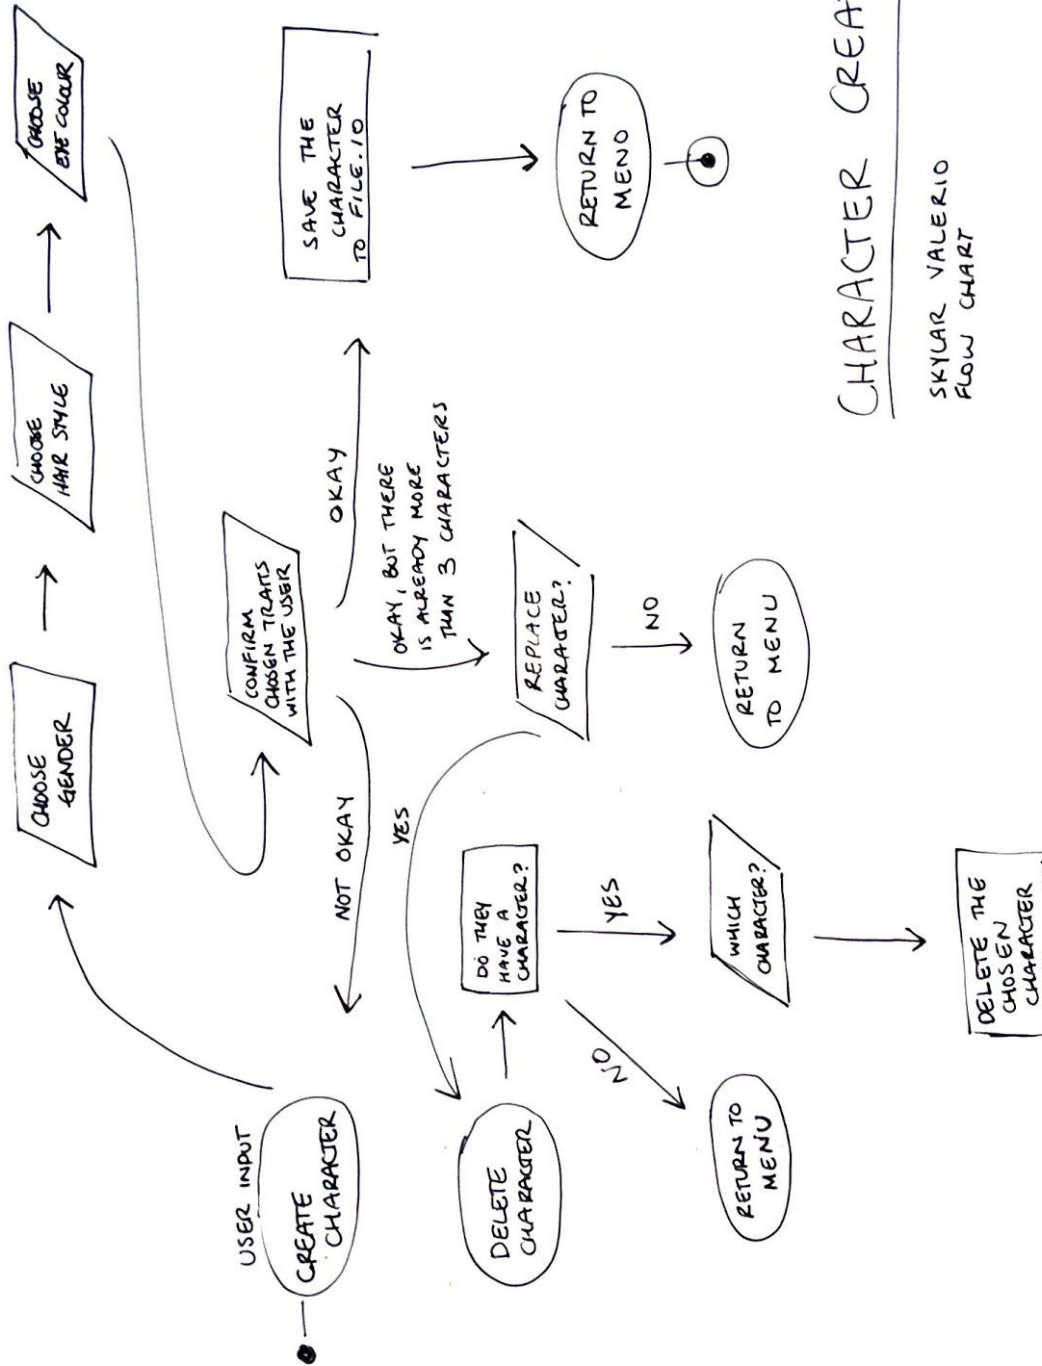 USER INPUT
CREATE
CHARACTER
CHOOSE
GENDER
CHOOSE
HAIR STYLE
CHOOSE
EYE COLOUR
CONFIRM
CHOSEN TRAITS
WITH THE USER
OKAY
SAVE THE
CHARACTER
TO FILE.IO
RETURN TO
MENU
NOT OKAY
OKAY, BUT THERE
IS ALREADY MORE
THAN 3 CHARACTERS
REPLACE
CHARATER?
YES
NO
RETURN
TO MENU
DELETE
CHARACTER
DO THEY
HAVE A
CHARACTER?
NO
YES
RETURN TO
MENU
WHICH
CHARACTER?
DELETE THE
CHOSEN
CHARACTER
CHARACTER CREAT
SKYLAR VALERIO
FLOW CHART